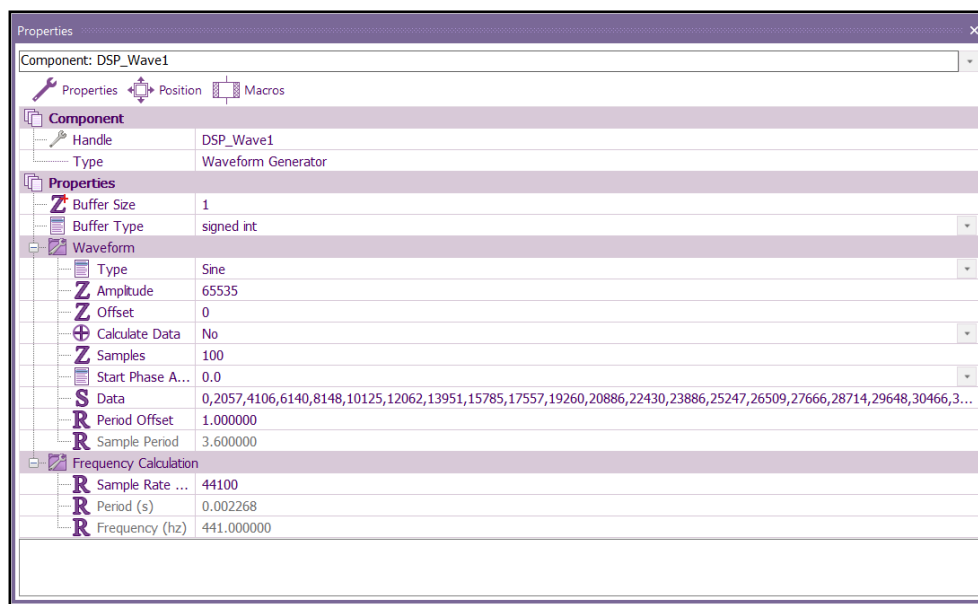 Properties
Component: DSP_Wave1
Properties Position Macros
Component
Handle DSP_Wave1
Type Waveform Generator
Properties
Buffer Size 1
Buffer Type signed int
Waveform
Type Sine
Amplitude 65535
Offset 0
Calculate Data No
Samples 100
Start Phase A... 0.0
Data 0,2057,4106,6140,8148,10125,12062,13951,15785,17557,19260,20886,22430,23886,25247,26509,27666,28714,29648,30466,3...
Period Offset 1.000000
Sample Period 3.600000
Frequency Calculation
Sample Rate ... 44100
Period (s) 0.002268
Frequency (hz) 441.000000